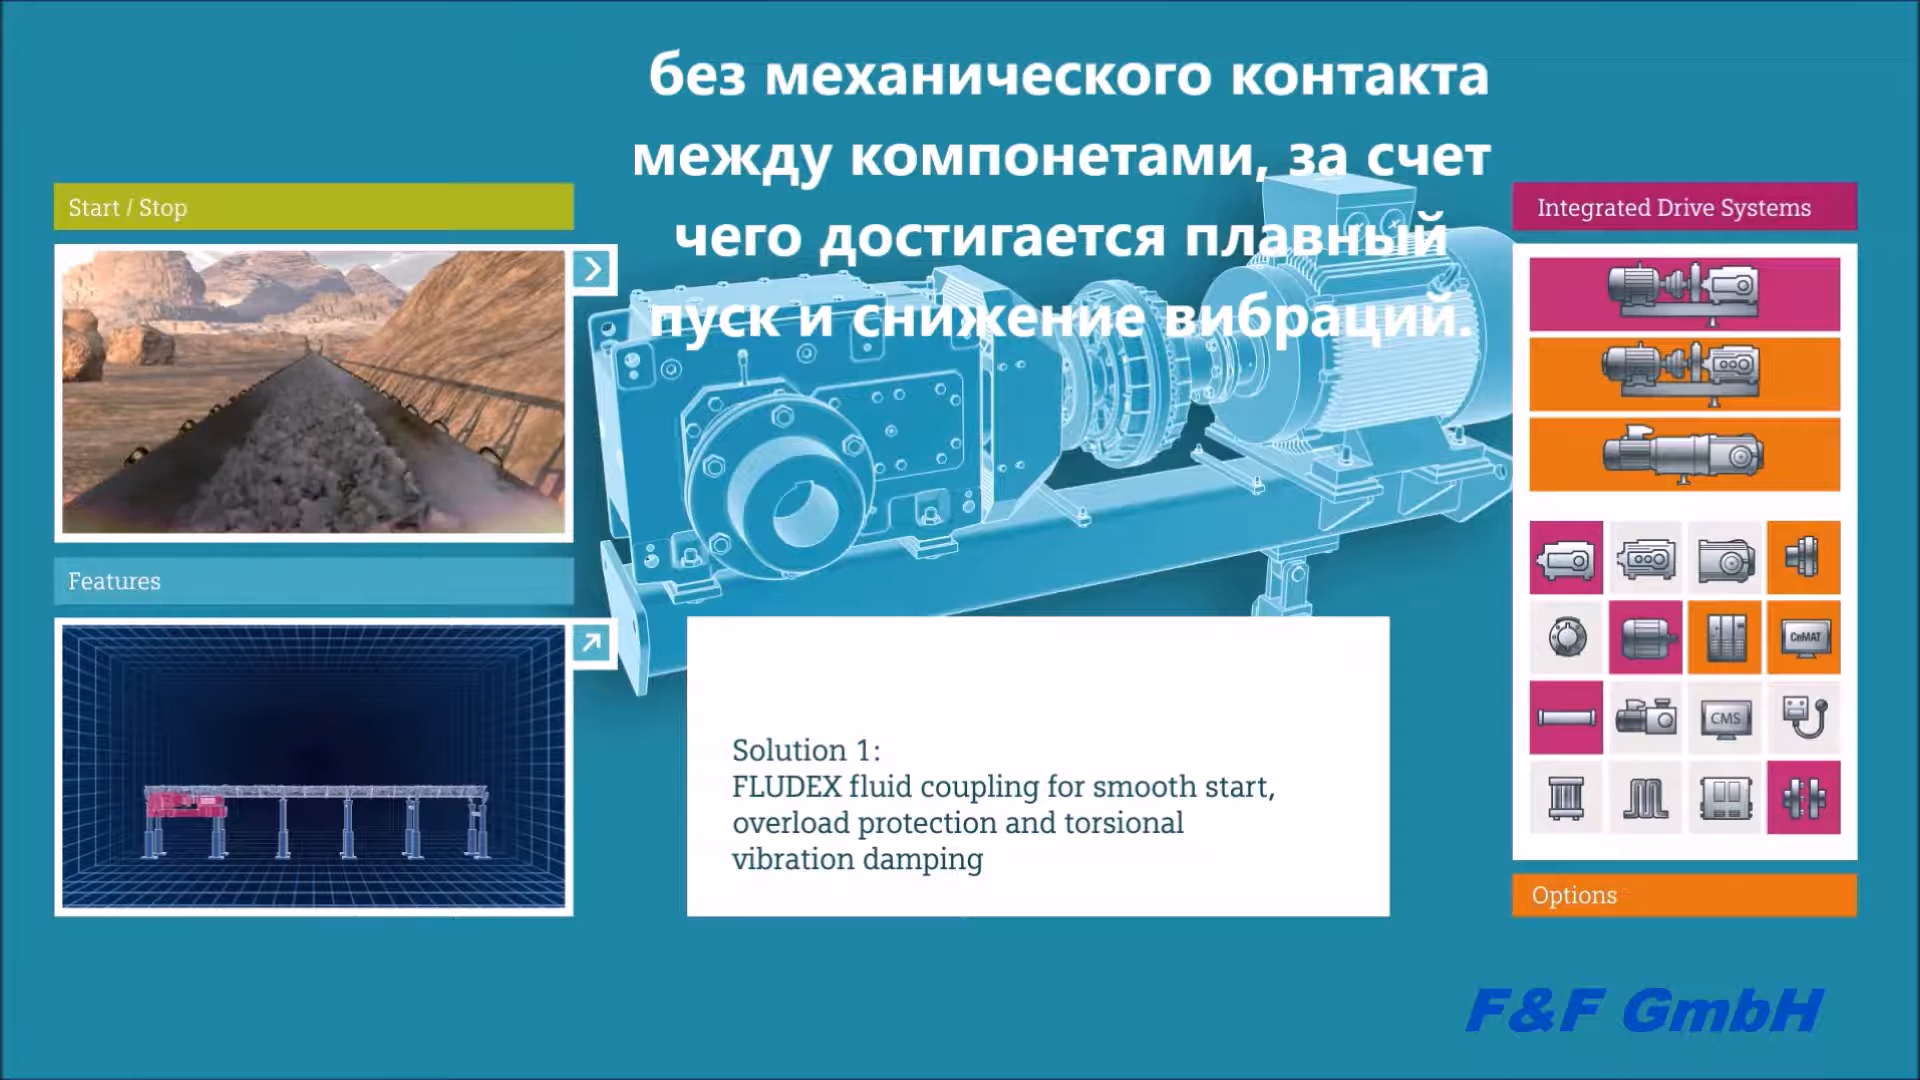 без механического контакта
между компонетами, за счет
чего достигается плавный
пуск и снижение вибраций.
Start / Stop
Integrated Drive Systems
Features
CeMAT
CMS
Solution 1:
FLUDEX fluid coupling for smooth start,
overload protection and torsional
vibration damping
Options
F&F GmbH